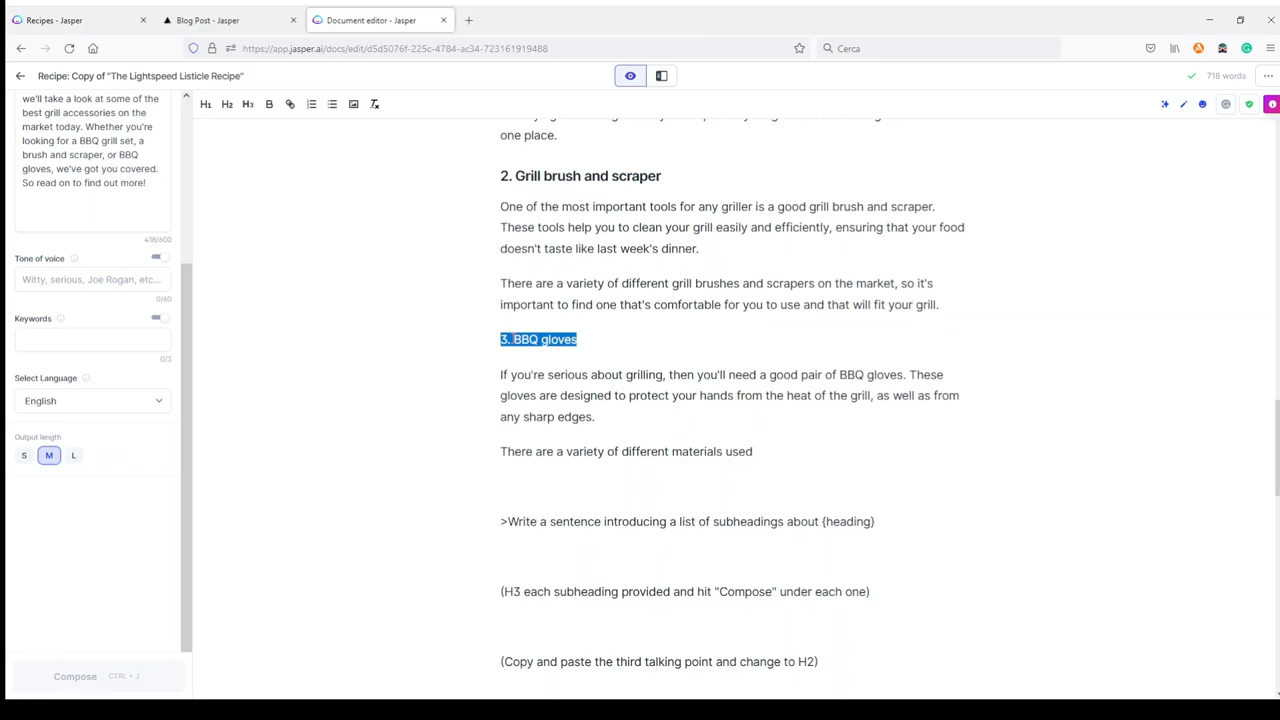 Recipes - Jasper
Blog Post - Jasper
Document editor - Jasper
https://app.jasper.ai/docs/edit/d5d5076f-225c-4784-ac34-723161919488
Cerca
Recipe: Copy of "The Lightspeed Listicle Recipe"
718 words
H1 H2 H3 B
we'll take a look at some of the
best grill accessories on the
market today. Whether you're
looking for a BBQ grill set, a
brush and scraper, or BBQ
gloves, we've got you covered.
So read on to find out more!
418/600
Tone of voice
Witty, serious, Joe Rogan, etc...
0/60
Keywords
0/3
Select Language
English
Output length
S M L
Compose CTRL + J
one place.
2. Grill brush and scraper
One of the most important tools for any griller is a good grill brush and scraper.
These tools help you to clean your grill easily and efficiently, ensuring that your food
doesn't taste like last week's dinner.
There are a variety of different grill brushes and scrapers on the market, so it's
important to find one that's comfortable for you to use and that will fit your grill.
3. BBQ gloves
If you're serious about grilling, then you'll need a good pair of BBQ gloves. These
gloves are designed to protect your hands from the heat of the grill, as well as from
any sharp edges.
There are a variety of different materials used
>Write a sentence introducing a list of subheadings about {heading}
(H3 each subheading provided and hit "Compose" under each one)
(Copy and paste the third talking point and change to H2)